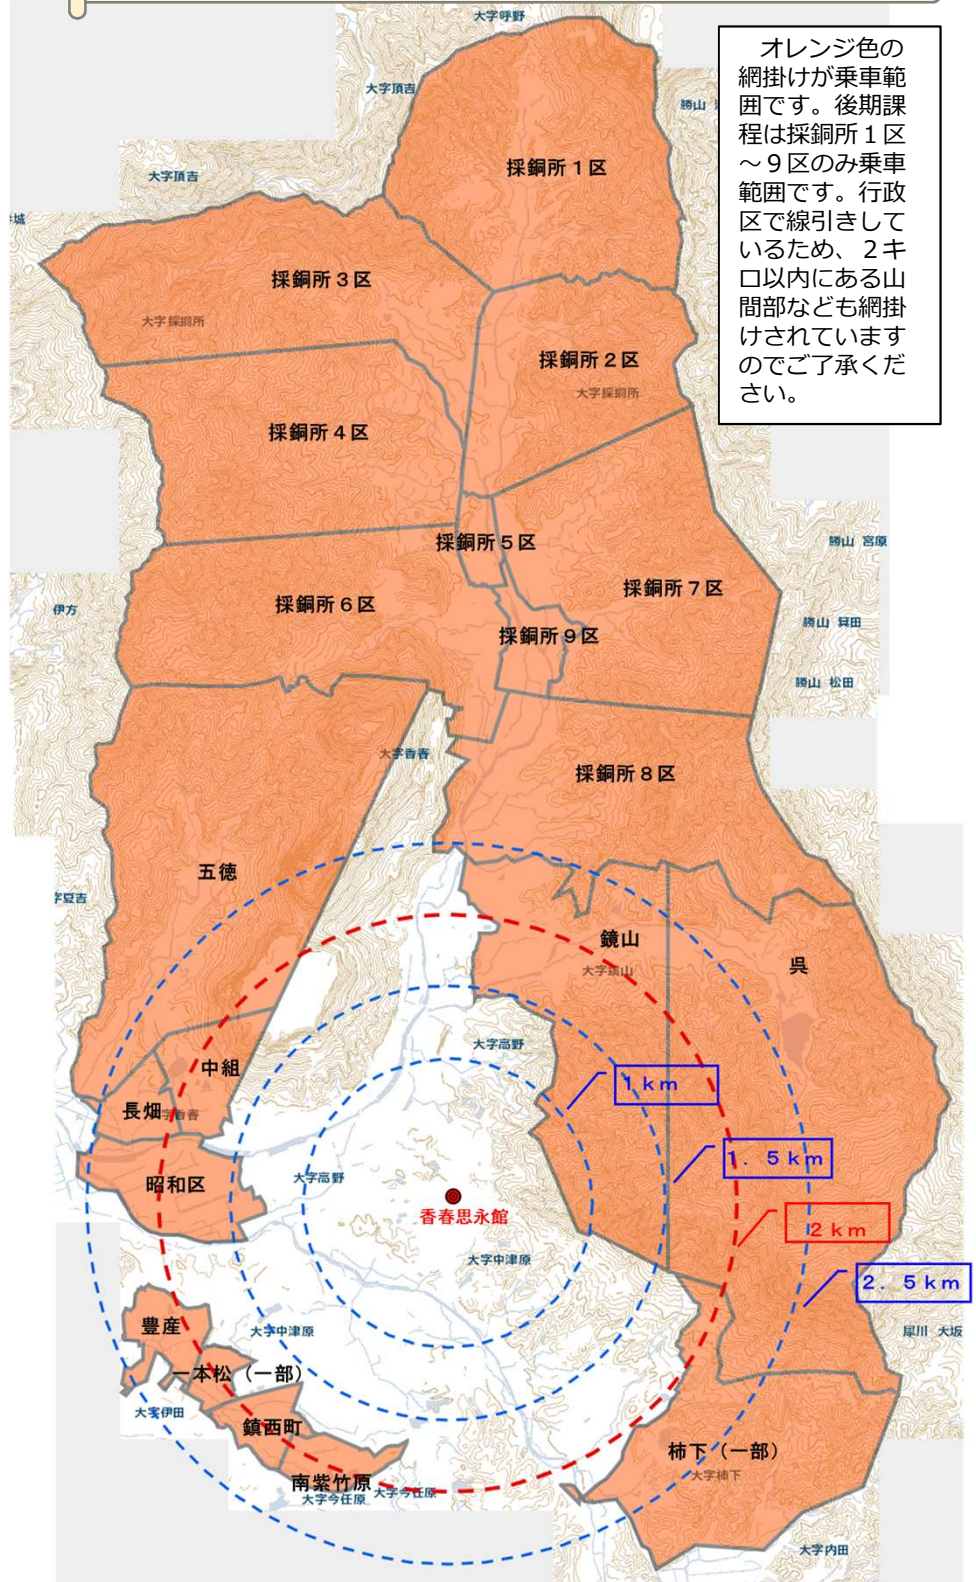 大字呼野
オレンジ色の
網掛けが乗車範
囲です。後期課
程は採銅所１区
～９区のみ乗車
範囲です。行政
区で線引きして
いるため、２キ
ロ以内にある山
間部なども網掛
けされています
のでご了承くだ
さい。
大字頂吉
勝山
採銅所１区
大字頂吉
城
採銅所３区
大字採銅所
採銅所２区
大字採銅所
採銅所４区
採銅所５区
勝山 宮原
採銅所７区
採銅所６区
伊方
勝山 箕田
採銅所９区
勝山 松田
大字香春
採銅所８区
五徳
字夏吉
鏡山
呉
大字鏡山
大字高野
中組
１ｋｍ
長畑
大字香春
１．５ｋｍ
大字高野
昭和区
香春思永館
２ｋｍ
大字中津原
２．５ｋｍ
豊産
大字中津原
犀川 大坂
一本松（一部）
大字伊田
鎮西町
柿下（一部）
大字柿下
南紫竹原
大字今任原
大字今任原
大字内田